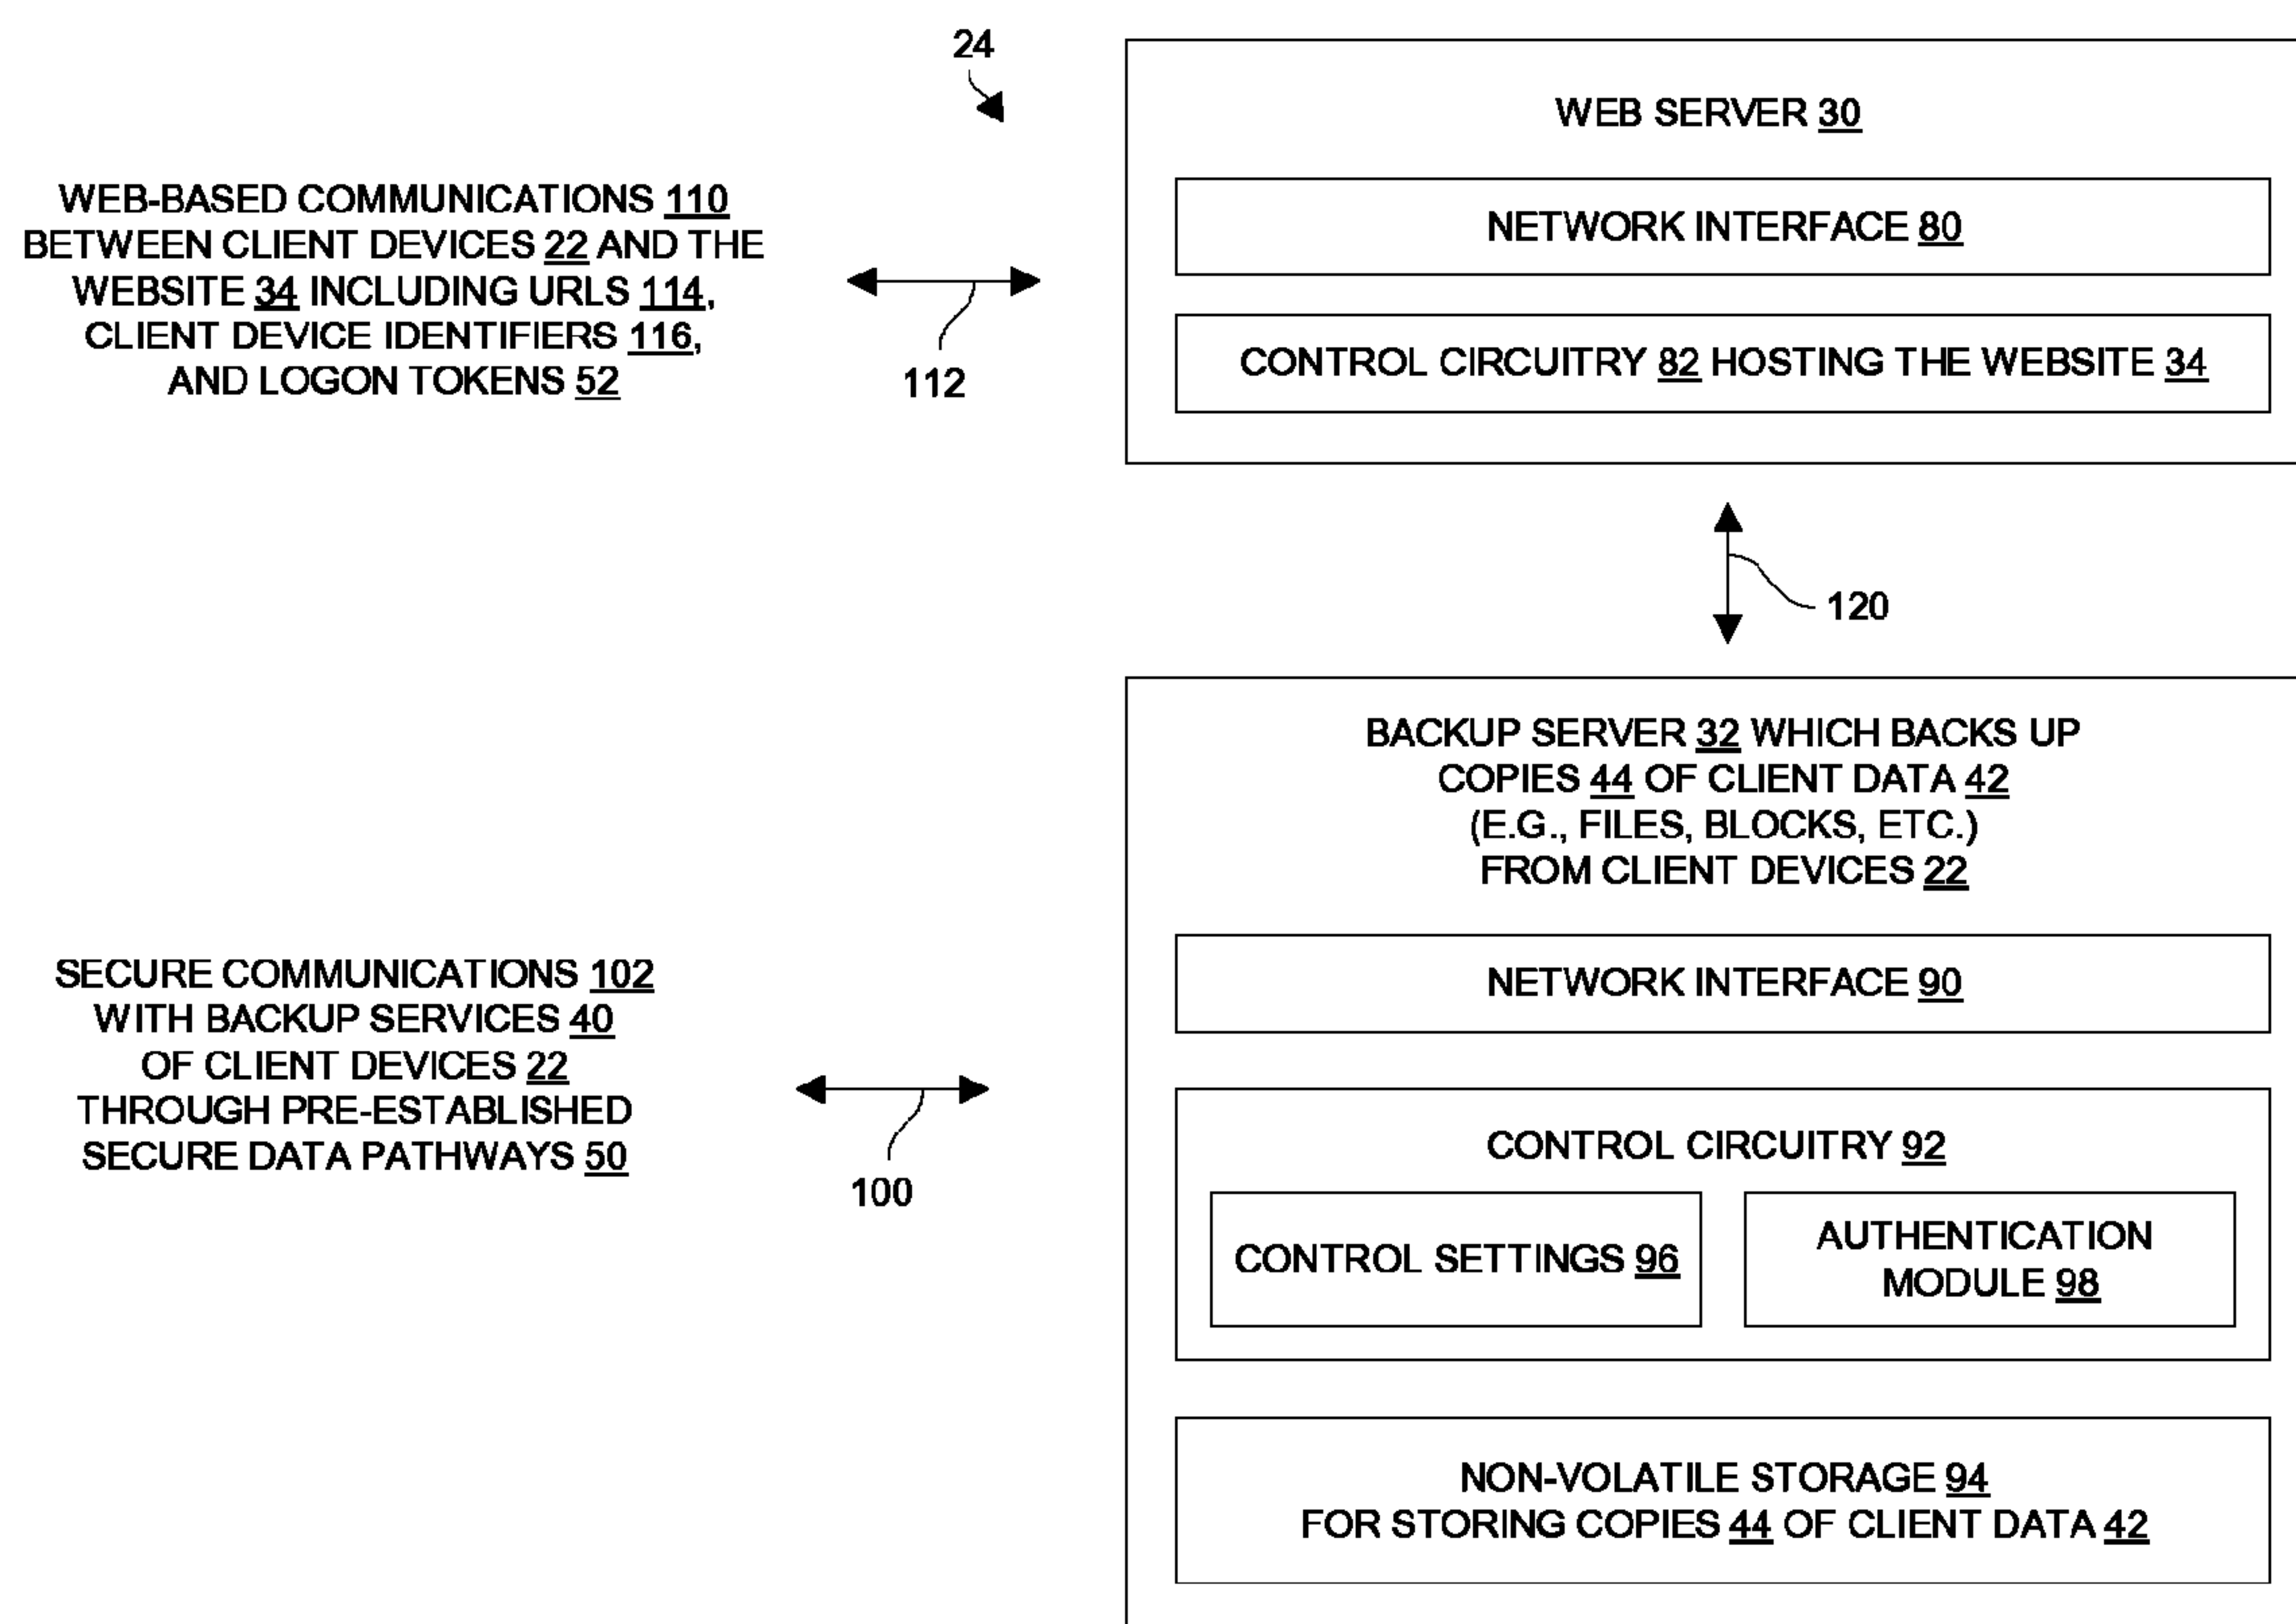 24
WEB SERVER 30
NETWORK INTERFACE 80
CONTROL CIRCUITRY 82 HOSTING THE WEBSITE 34
WEB-BASED COMMUNICATIONS 110
BETWEEN CLIENT DEVICES 22 AND THE
WEBSITE 34 INCLUDING URLS 114,
CLIENT DEVICE IDENTIFIERS 116,
AND LOGON TOKENS 52
112
120
BACKUP SERVER 32 WHICH BACKS UP
COPIES 44 OF CLIENT DATA 42
(E.G., FILES, BLOCKS, ETC.)
FROM CLIENT DEVICES 22
NETWORK INTERFACE 90
SECURE COMMUNICATIONS 102
WITH BACKUP SERVICES 40
OF CLIENT DEVICES 22
THROUGH PRE-ESTABLISHED
SECURE DATA PATHWAYS 50
100
CONTROL CIRCUITRY 92
CONTROL SETTINGS 96
AUTHENTICATION
MODULE 98
NON-VOLATILE STORAGE 94
FOR STORING COPIES 44 OF CLIENT DATA 42